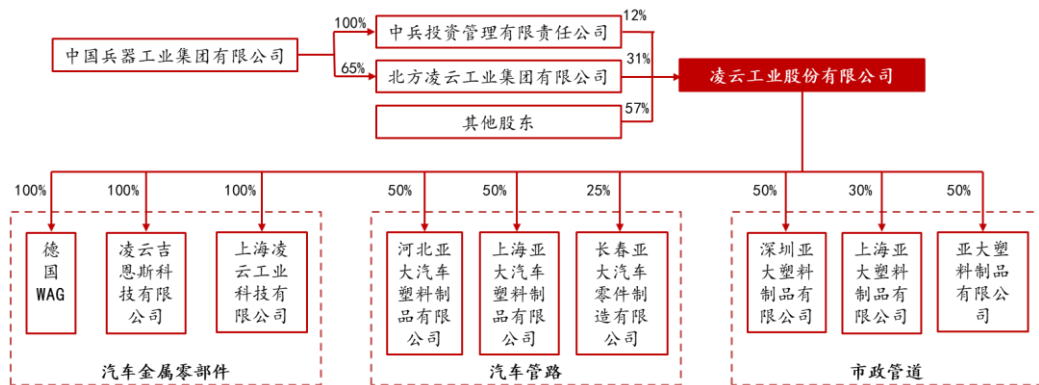 100%
12%
中兵投资管理有限责任公司
中国兵器工业集团有限公司
65%
31%
北方凌云工业集团有限公司
凌云工业股份有限公司
57%
其他股东
100%
100%
100%
50%
50%
25%
50%
30%
50%
德
国
WAG
凌云吉
恩斯科
技有限
公司
上海凌
云工业
科技有
限公司
汽车金属零部件
河北亚
大汽车
塑料制
品有限
公司
上海亚
大汽车
塑料制
品有限
公司
长春亚
大汽车
零件制
造有限
公司
汽车管路
深圳亚
大塑料
制品有
限公司
上海亚
大塑料
制品有
限公司
亚大塑
料制品
有限公
司
市政管道